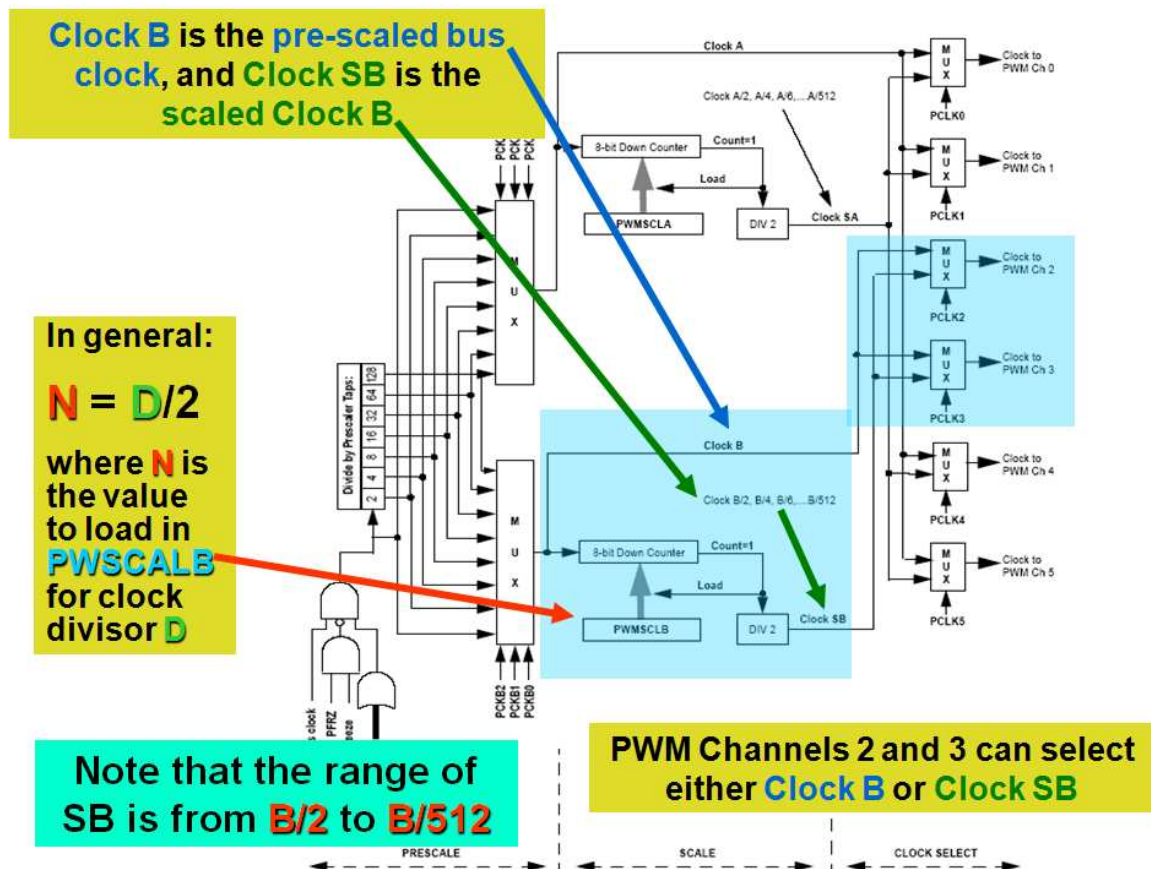 Clock B is the pre-scaled bus
clock, and Clock SB is the
scaled Clock B
Clock A
Clock A/2, A/4, A/6,....A/512
8-bit Down Counter
Count=1
Load
PWMSCLA
DIV 2
Clock SA
M
U
X
M
U
X
Clock to
PWM Ch 0
PCLK0
M
U
X
Clock to
PWM Ch 1
PCLK1
M
U
X
Clock to
PWM Ch 2
PCLK2
M
U
X
Clock to
PWM Ch 3
PCLK3
M
U
X
Clock to
PWM Ch 4
PCLK4
M
U
X
Clock to
PWM Ch 5
PCLK5
In general:
N = D/2
where N is
the value
to load in
PWSCALB
for clock
divisor D
Divide by Prescaler Taps:
2 4 8 16 32 64 128
M
U
X
PCKB2
PCKB1
PCKB0
Clock B
Clock B/2, B/4, B/6,....B/512
8-bit Down Counter
Count=1
Load
PWMSCLB
DIV 2
Clock SB
PFRZ
Note that the range of
SB is from B/2 to B/512
PWM Channels 2 and 3 can select
either Clock B or Clock SB
PRESCALE
SCALE
CLOCK SELECT